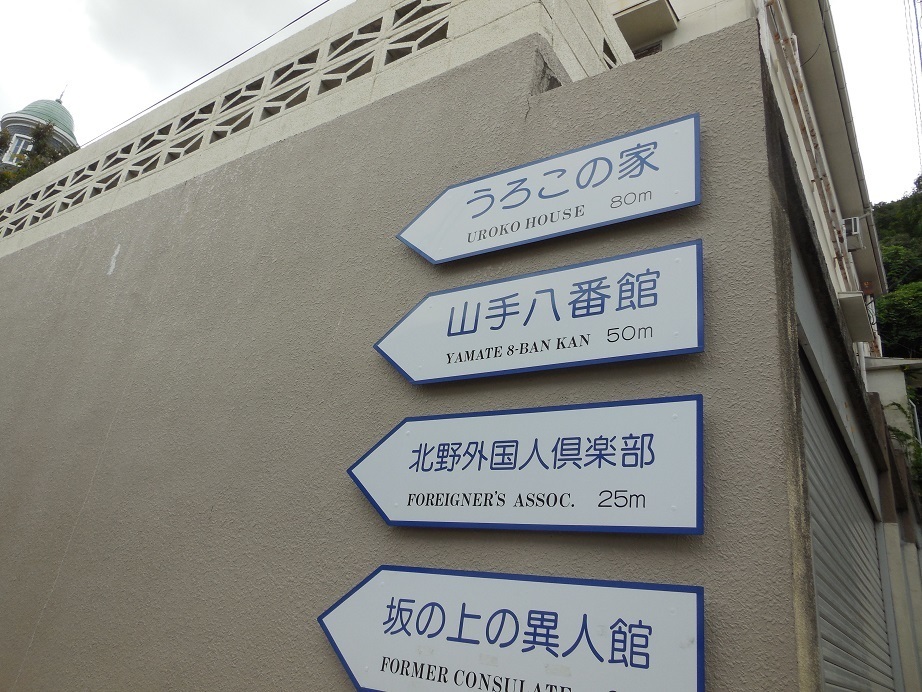 うろこの家
UROKO HOUSE 80m
山手八番館
YAMATE 8-BAN KAN 50m
北野外国人倶楽部
FOREIGNER'S ASSOC. 25m
坂の上の異人館
FORMER CONSULATE